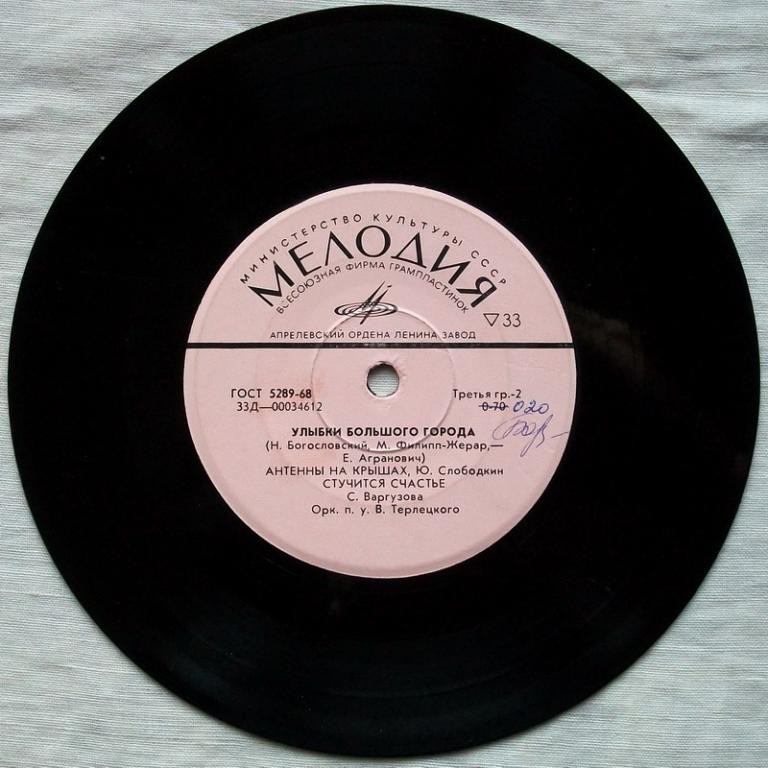 МИНИСТЕРСТВО КУЛЬТУРЫ СССР
МЕЛОДИЯ
ВСЕСОЮЗНАЯ ФИРМА ГРАМПЛАСТИНОК
▽33
АПРЕЛЕВСКИЙ ОРДЕНА ЛЕНИНА ЗАВОД
ГОСТ 5289-68 Третья гр.-2
33Д—00034612 0-70 020
УЛЫБКИ БОЛЬШОГО ГОРОДА
(Н. Богословский, М. Филипп-Жерар,—
Е. Агранович)
АНТЕННЫ НА КРЫШАХ, Ю. Слободкин
СТУЧИТСЯ СЧАСТЬЕ
С. Варгузова
Орк. п. у. В. Терлецкого